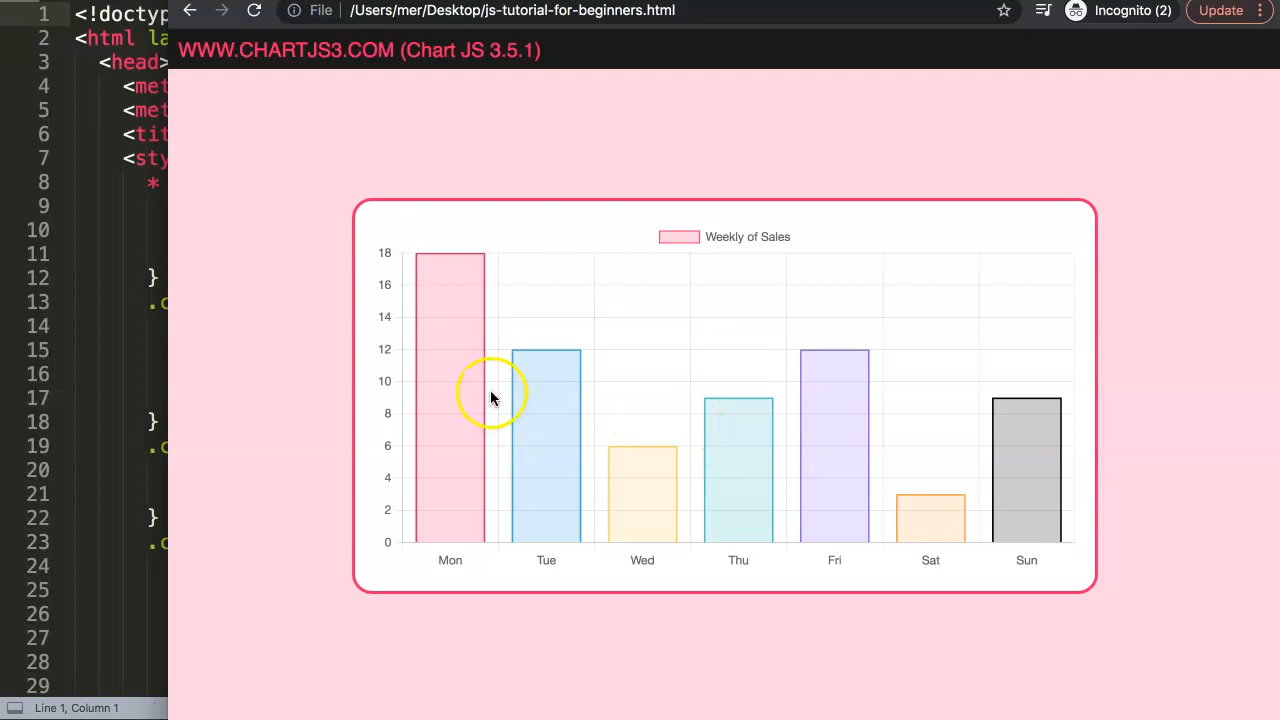 /Users/mer/Desktop/js-tutorial-for-beginners.html
File
Incognito (2)
Update
WWW.CHARTJS3.COM (Chart JS 3.5.1)
1 <!doctyp
2 <html la
3 <head>
4 <met
5 <met
6 <tit
7 <sty
8 *
9
10
11
12 }
13 .c
14
15
16
17
18 }
19 .c
20
21
22 }
23 .c
24
25
26
27
28
29
Line 1, Column 1
Weekly of Sales
18
16
14
12
10
8
6
4
2
0
Mon Tue Wed Thu Fri Sat Sun